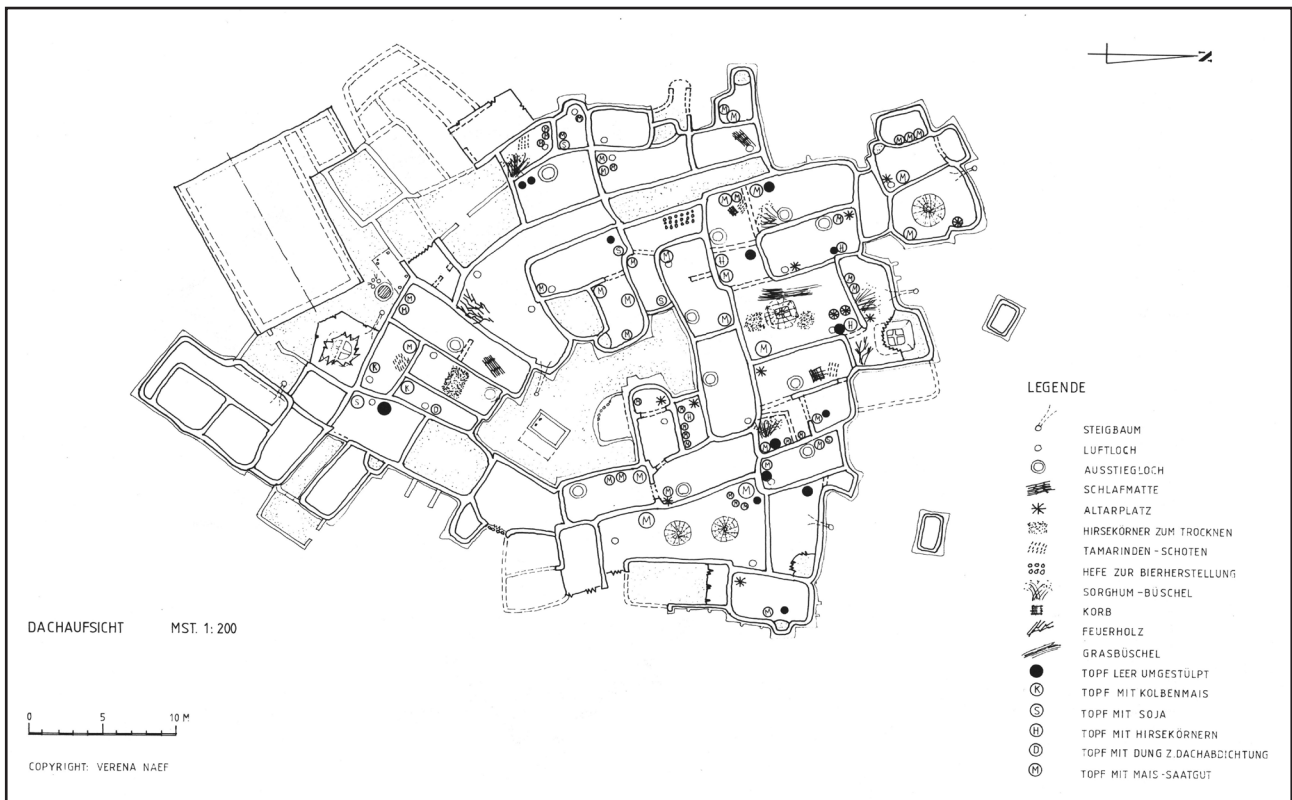 N
LEGENDE
STEIGBAUM
LUFTLOCH
AUSSTIEGLOCH
SCHLAFMATTE
ALTARPLATZ
HIRSEKÖRNER ZUM TROCKNEN
TAMARINDEN-SCHOTEN
HEFE ZUR BIERHERSTELLUNG
SORGHUM-BÜSCHEL
KORB
FEUERHOLZ
GRASBÜSCHEL
TOPF LEER UMGESTÜLPT
K TOPF MIT KOLBENMAIS
S TOPF MIT SOJA
H TOPF MIT HIRSEKÖRNERN
D TOPF MIT DUNG Z.DACHABDICHTUNG
M TOPF MIT MAIS-SAATGUT
DACHAUFSICHT MST. 1:200
0 5 10 M
COPYRIGHT: VERENA NAEF